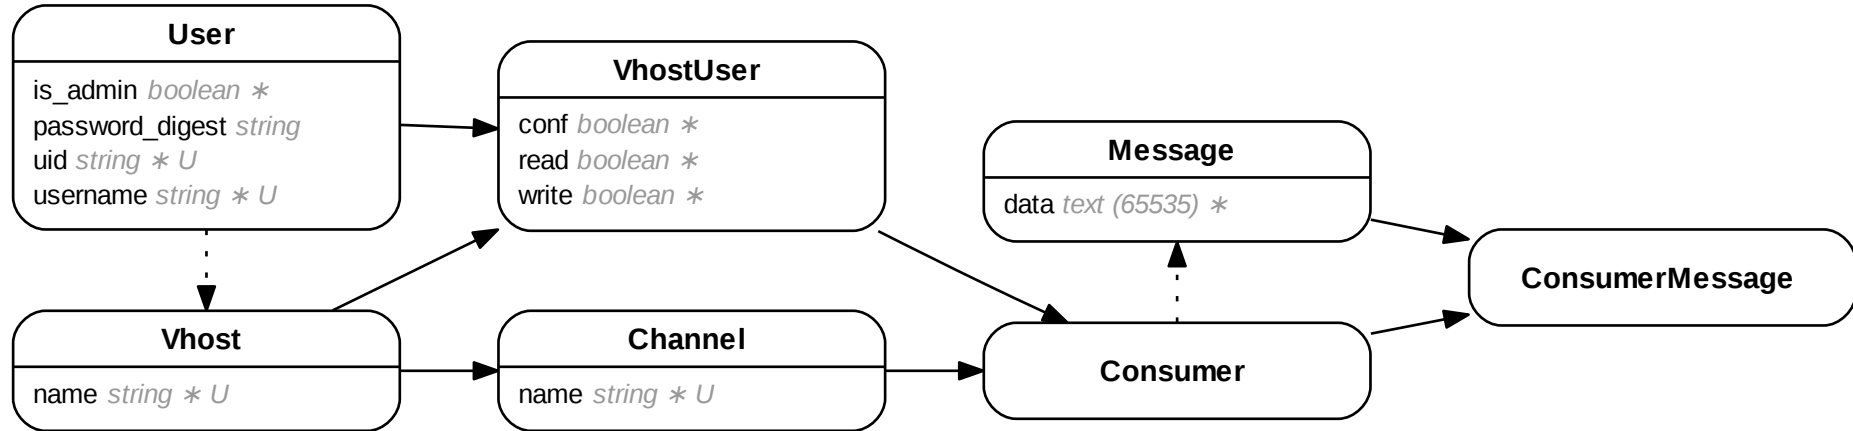 User
is_admin boolean ∗
password_digest string
uid string ∗ U
username string ∗ U
VhostUser
conf boolean ∗
read boolean ∗
write boolean ∗
Message
data text (65535) ∗
ConsumerMessage
Vhost
name string ∗ U
Channel
name string ∗ U
Consumer